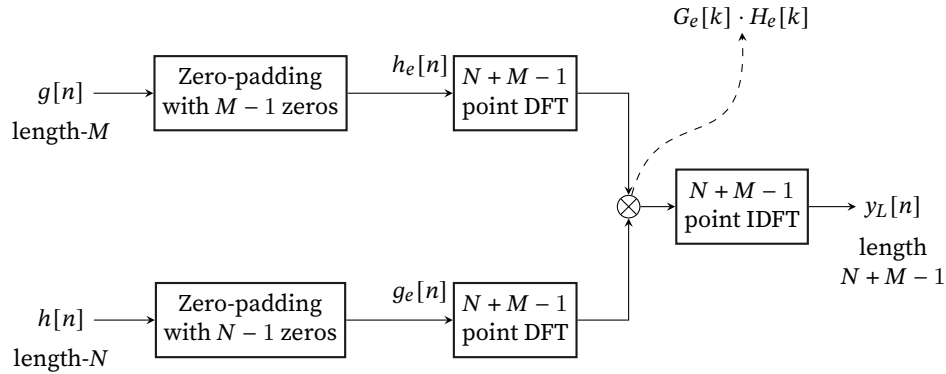 G_e[k] · H_e[k]
g[n]
length-M
Zero-padding
with M − 1 zeros
h_e[n]
N + M − 1
point DFT
N + M − 1
point IDFT
y_L[n]
length
N + M − 1
h[n]
length-N
Zero-padding
with N − 1 zeros
g_e[n]
N + M − 1
point DFT